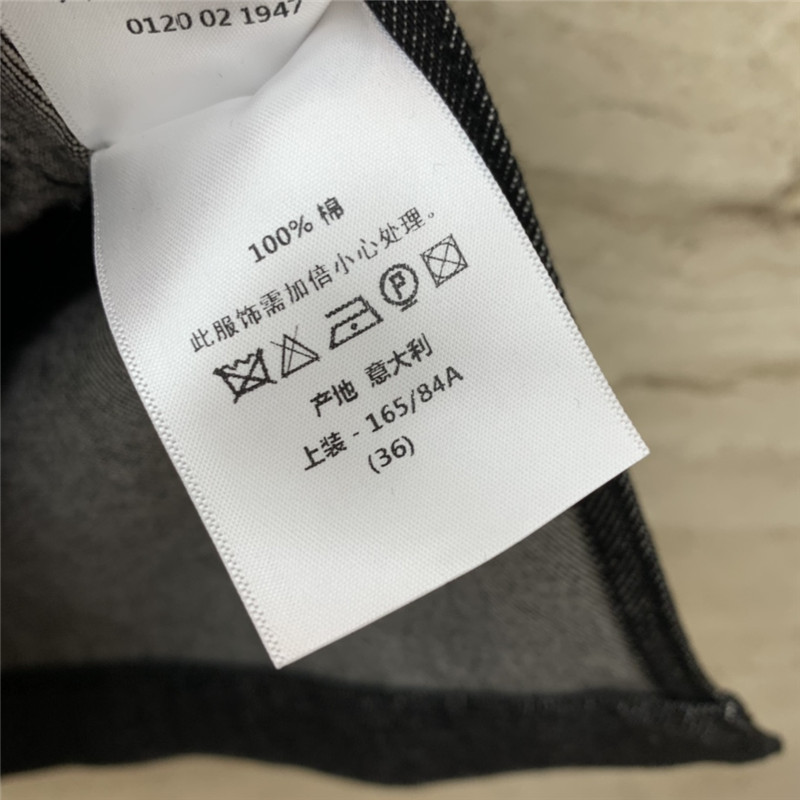 0120 02 1947
100% 棉
此服饰需加倍小心处理。
P
产地 意大利
上装 - 165/84A
(36)